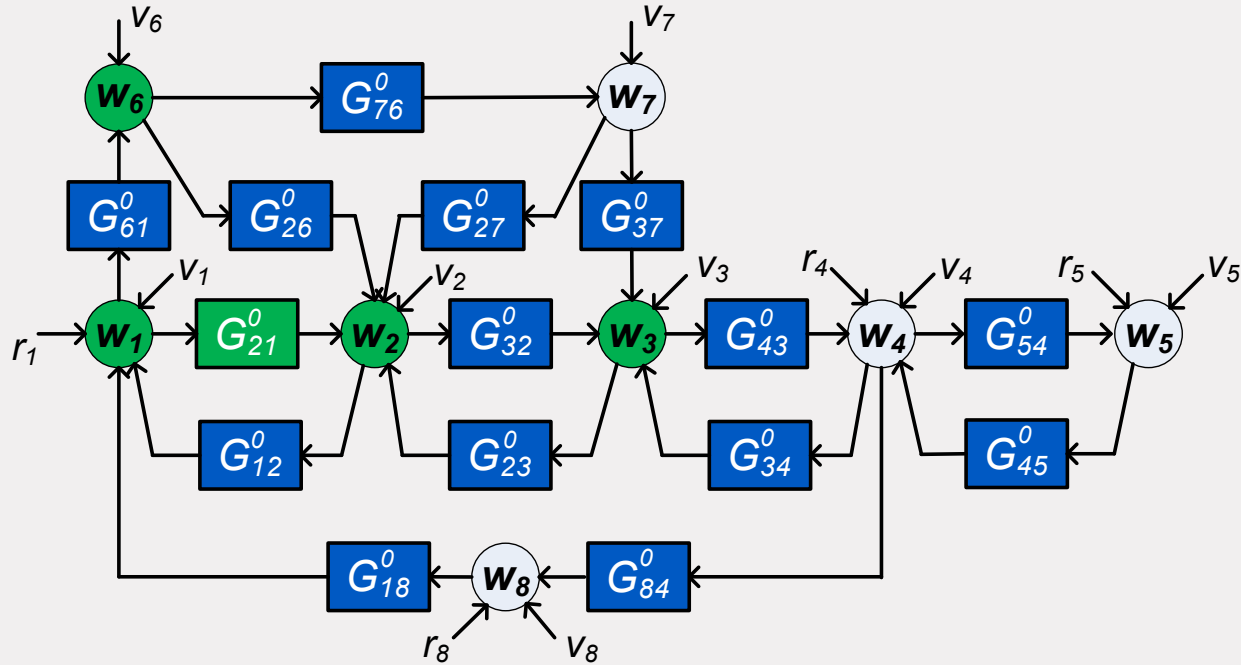 v₆ v₇
w₆ G⁰₇₆ w₇
G⁰₆₁ G⁰₂₆ G⁰₂₇ G⁰₃₇
v₁ v₂ v₃ r₄ v₄ r₅ v₅
r₁ w₁ G⁰₂₁ w₂ G⁰₃₂ w₃ G⁰₄₃ w₄ G⁰₅₄ w₅
G⁰₁₂ G⁰₂₃ G⁰₃₄ G⁰₄₅
G⁰₁₈ w₈ G⁰₈₄
r₈ v₈